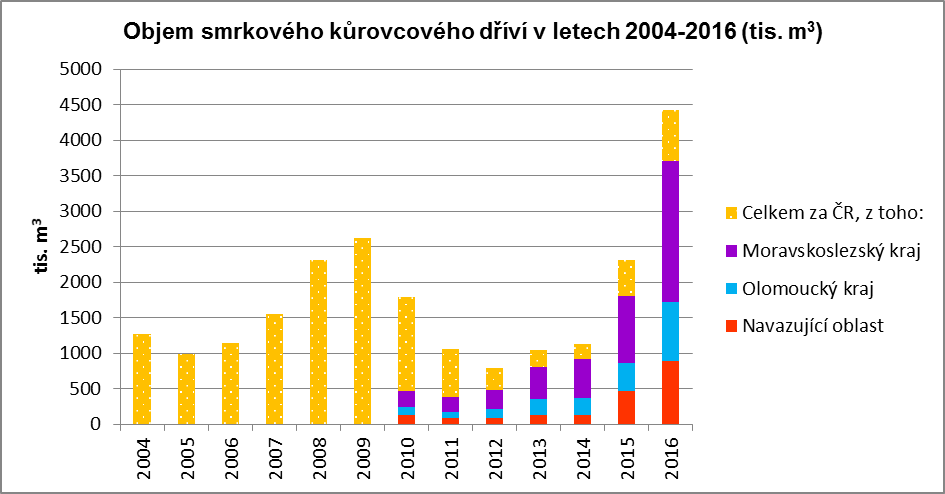 Objem smrkového kůrovcového dříví v letech 2004-2016 (tis. m³)
5000
4500
4000
3500
3000
2500
2000
1500
1000
500
0
tis. m³
2004 2005 2006 2007 2008 2009 2010 2011 2012 2013 2014 2015 2016
Celkem za ČR, z toho:
Moravskoslezský kraj
Olomoucký kraj
Navazující oblast